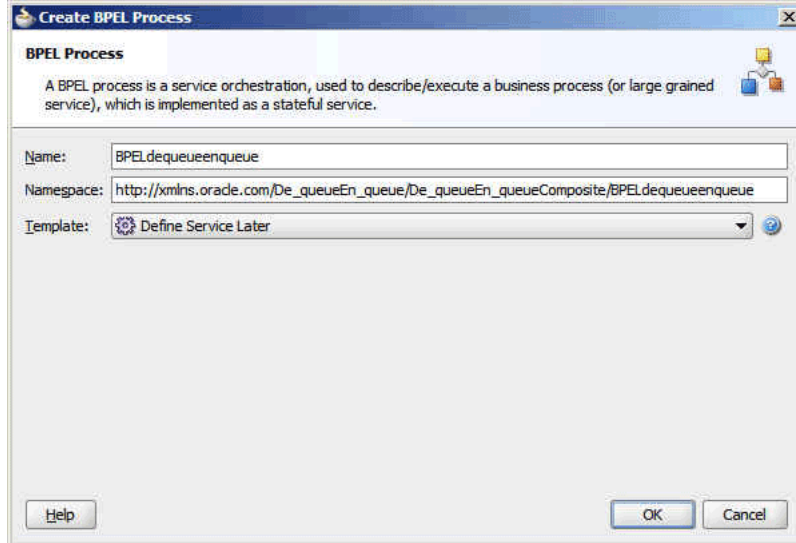 Create BPEL Process
BPEL Process
A BPEL process is a service orchestration, used to describe/execute a business process (or large grained
service), which is implemented as a stateful service.
Name: BPELdequeueenqueue
Namespace: http://xmlns.oracle.com/De_queueEn_queue/De_queueEn_queueComposite/BPELdequeueenqueue
Template: Define Service Later
Help OK Cancel